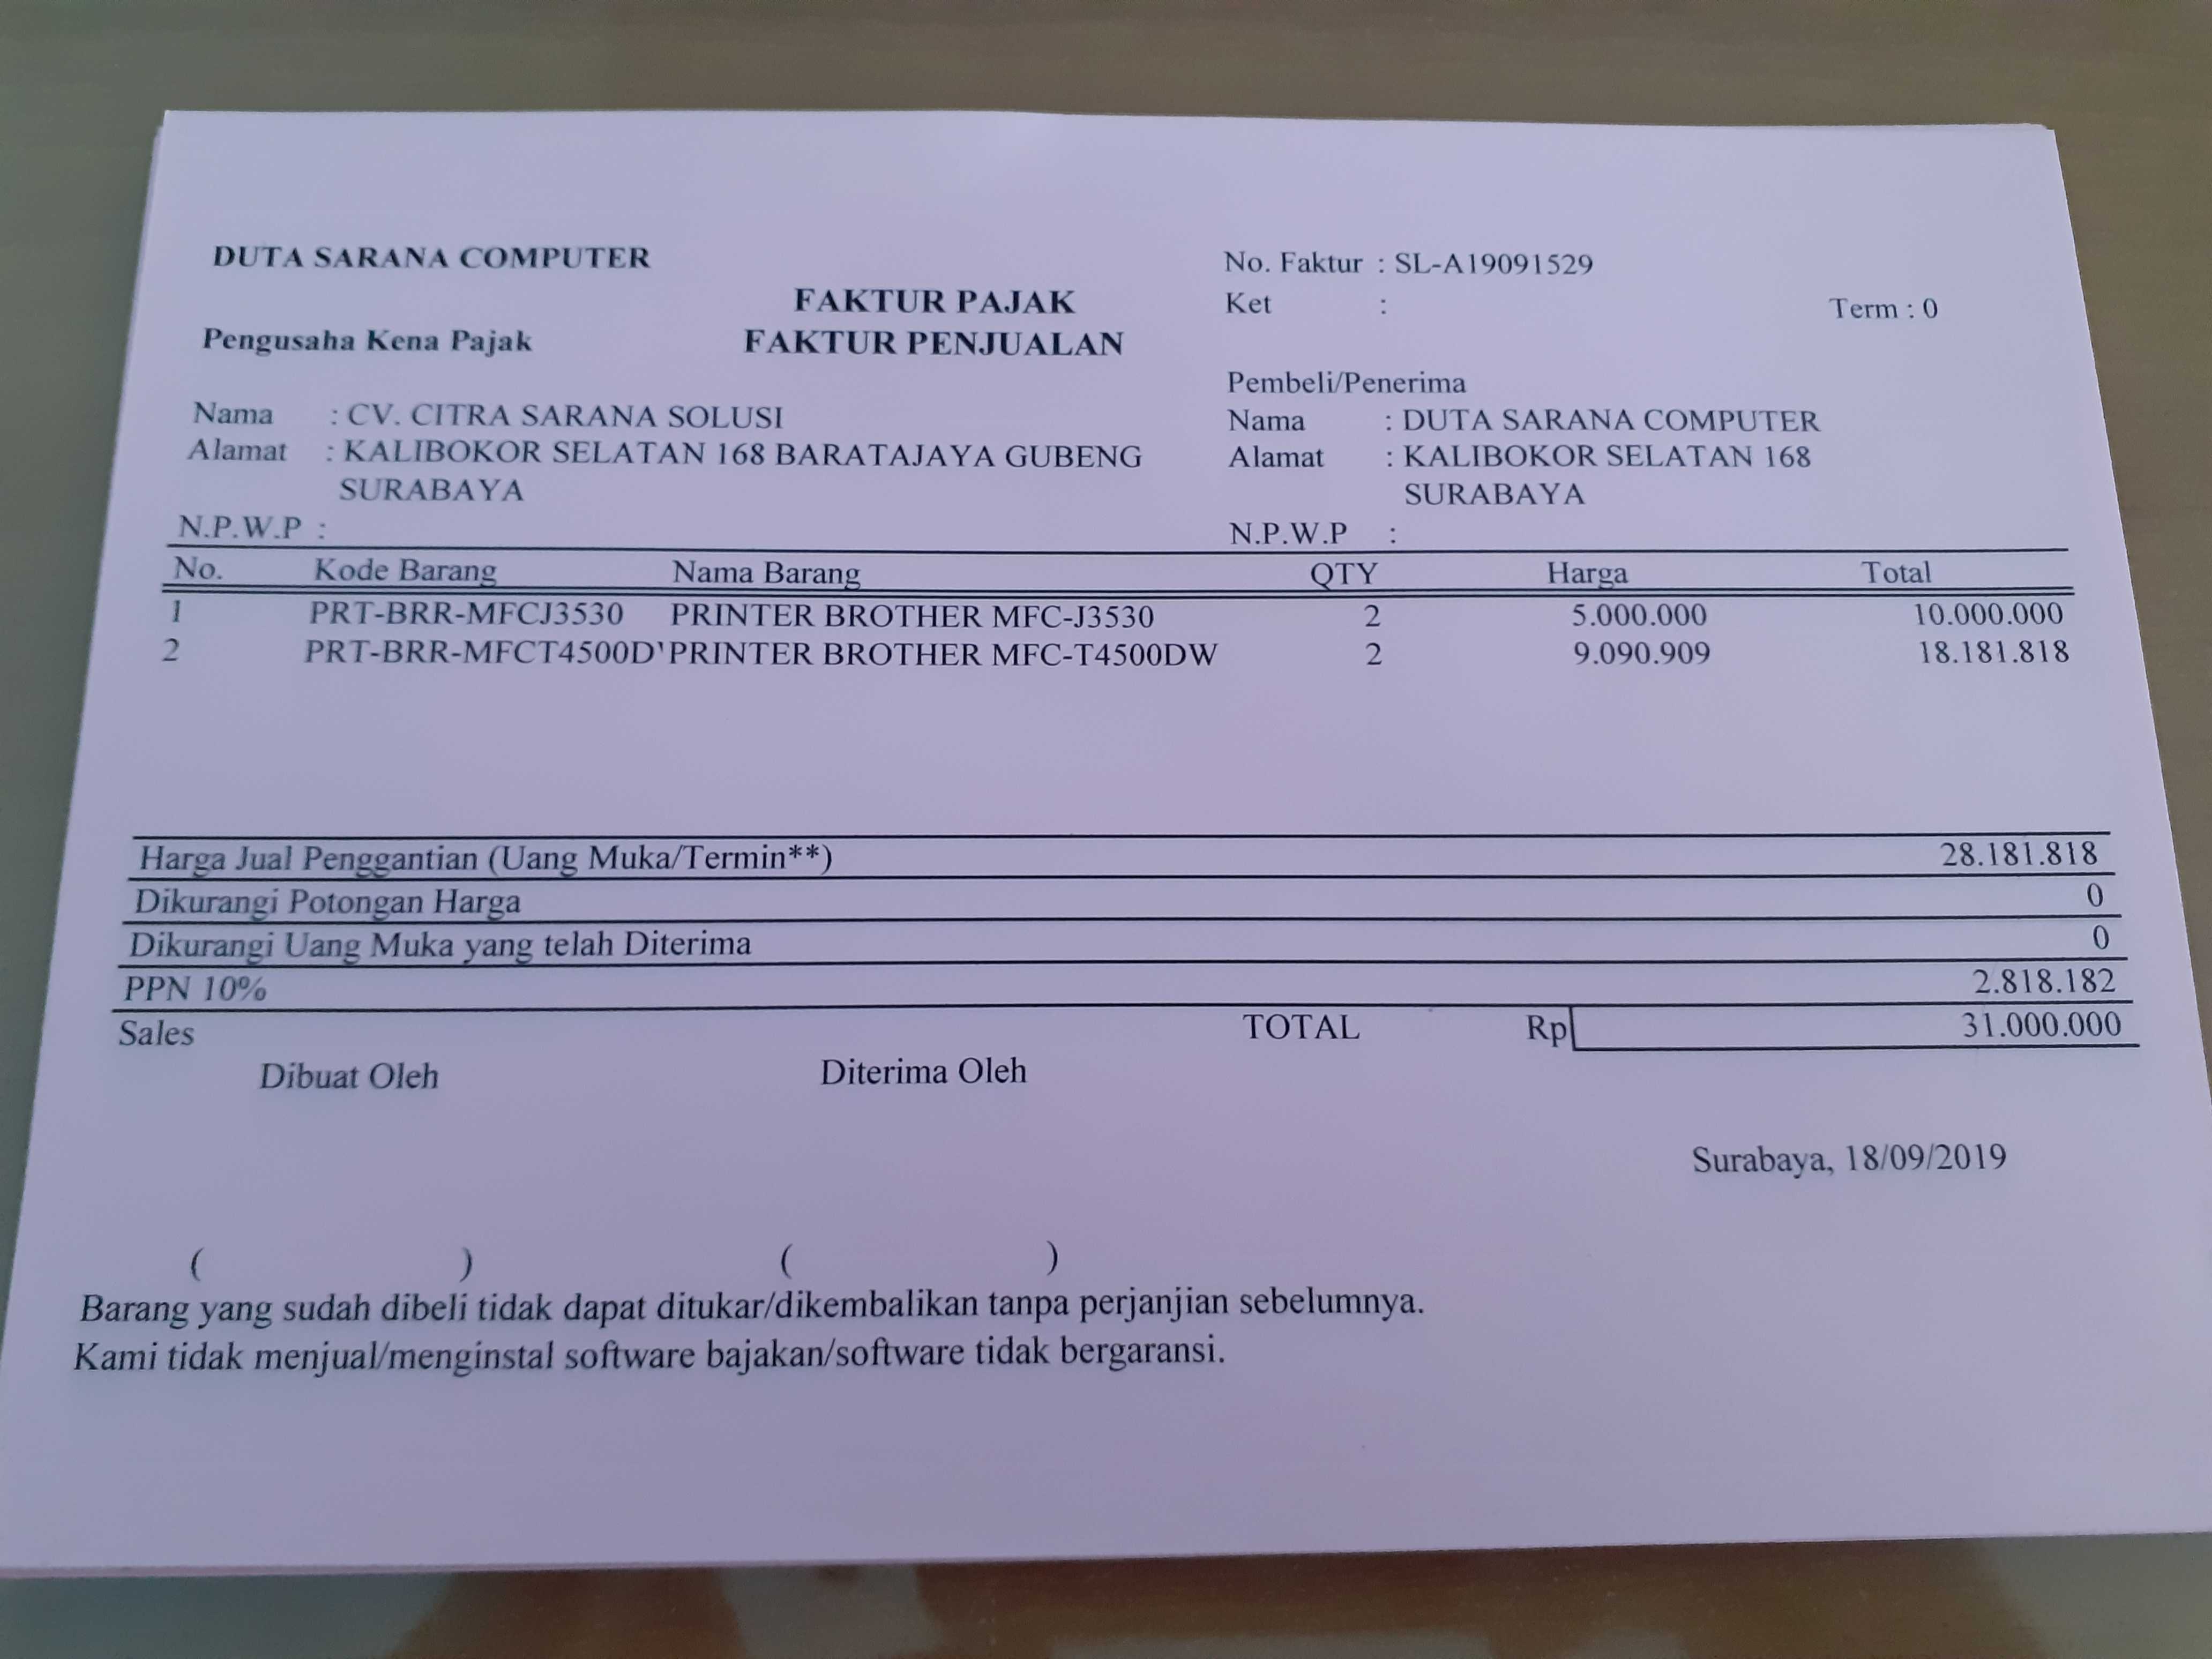 DUTA SARANA COMPUTER
No. Faktur : SL-A19091529
FAKTUR PAJAK
Ket :
Term : 0
Pengusaha Kena Pajak
FAKTUR PENJUALAN
Pembeli/Penerima
Nama : CV. CITRA SARANA SOLUSI
Nama : DUTA SARANA COMPUTER
Alamat : KALIBOKOR SELATAN 168 BARATAJAYA GUBENG
SURABAYA
Alamat : KALIBOKOR SELATAN 168
SURABAYA
N.P.W.P :
N.P.W.P :
No. Kode Barang Nama Barang QTY Harga Total
1 PRT-BRR-MFCJ3530 PRINTER BROTHER MFC-J3530 2 5.000.000 10.000.000
2 PRT-BRR-MFCT4500D'PRINTER BROTHER MFC-T4500DW 2 9.090.909 18.181.818
Harga Jual Penggantian (Uang Muka/Termin**) 28.181.818
Dikurangi Potongan Harga 0
Dikurangi Uang Muka yang telah Diterima 0
PPN 10% 2.818.182
Sales TOTAL Rp 31.000.000
Dibuat Oleh Diterima Oleh
Surabaya, 18/09/2019
( ) ( )
Barang yang sudah dibeli tidak dapat ditukar/dikembalikan tanpa perjanjian sebelumnya.
Kami tidak menjual/menginstal software bajakan/software tidak bergaransi.